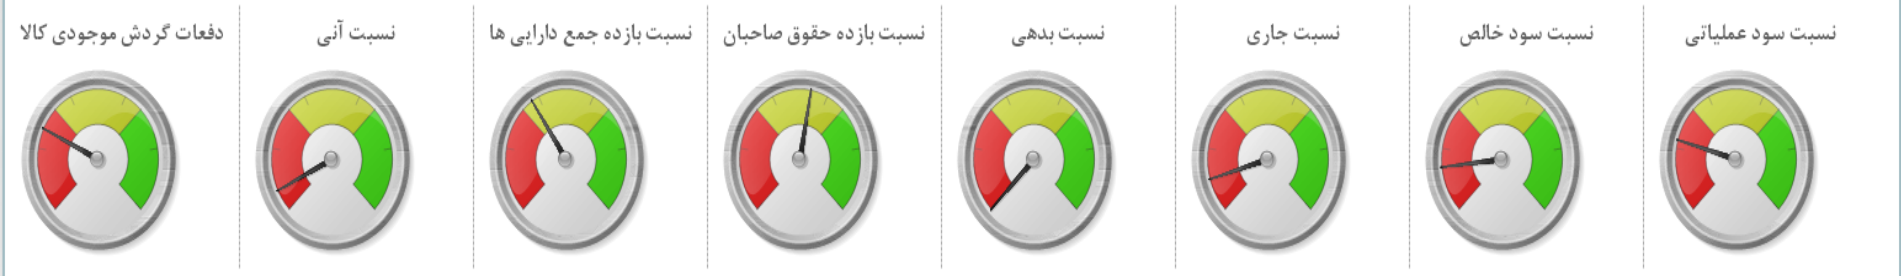 نسبت سود عملیاتی
نسبت سود خالص
نسبت جاری
نسبت بدهی
نسبت بازده حقوق صاحبان
نسبت بازده جمع دارایی ها
نسبت آنی
دفعات گردش موجودی کالا